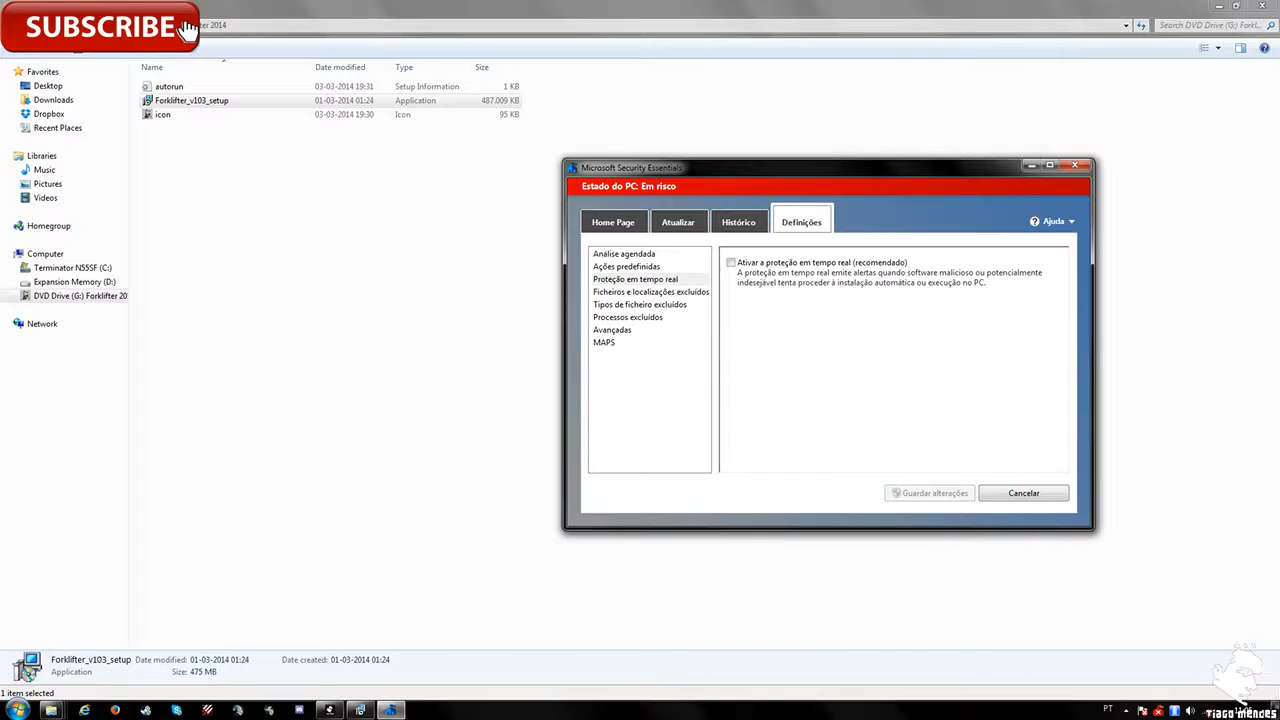 SUBSCRIBE
ter 2014
Search DVD Drive (G:) Forkl...
Name Date modified Type Size
autorun 03-03-2014 19:31 Setup Information 1 KB
Forklifter_v103_setup 01-03-2014 01:24 Application 487.009 KB
icon 03-03-2014 19:30 Icon 95 KB
Favorites
Desktop
Downloads
Dropbox
Recent Places
Libraries
Music
Pictures
Videos
Homegroup
Computer
Terminator N55SF (C:)
Expansion Memory (D:)
DVD Drive (G:) Forklifter 20
Network
Microsoft Security Essentials
Estado do PC: Em risco
Home Page Atualizar Histórico Definições Ajuda
Análise agendada
Ações predefinidas
Proteção em tempo real
Ficheiros e localizações excluídos
Tipos de ficheiro excluídos
Processos excluídos
Avançadas
MAPS
Ativar a proteção em tempo real (recomendado)
A proteção em tempo real emite alertas quando software malicioso ou potencialmente
indesejável tenta proceder à instalação automática ou execução no PC.
Guardar alterações Cancelar
Forklifter_v103_setup Date modified: 01-03-2014 01:24 Date created: 01-03-2014 01:24
Application Size: 475 MB
1 item selected
PT
Tiago Mendes